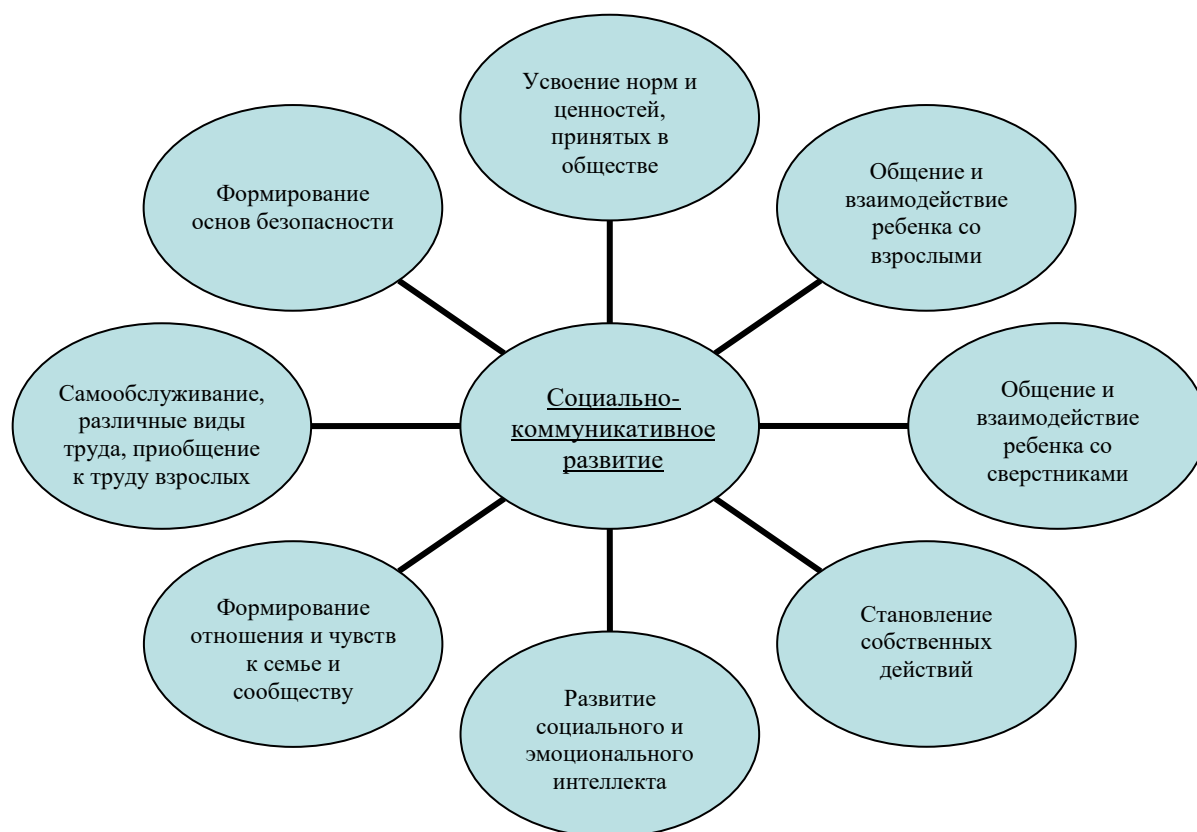 Усвоение норм и
ценностей,
принятых в
обществе
Общение и
взаимодействие
ребенка со
взрослыми
Общение и
взаимодействие
ребенка со
сверстниками
Становление
собственных
действий
Развитие
социального и
эмоционального
интеллекта
Формирование
отношения и чувств
к семье и
сообществу
Самообслуживание,
различные виды
труда, приобщение
к труду взрослых
Формирование
основ безопасности
Социально-
коммуникативное
развитие